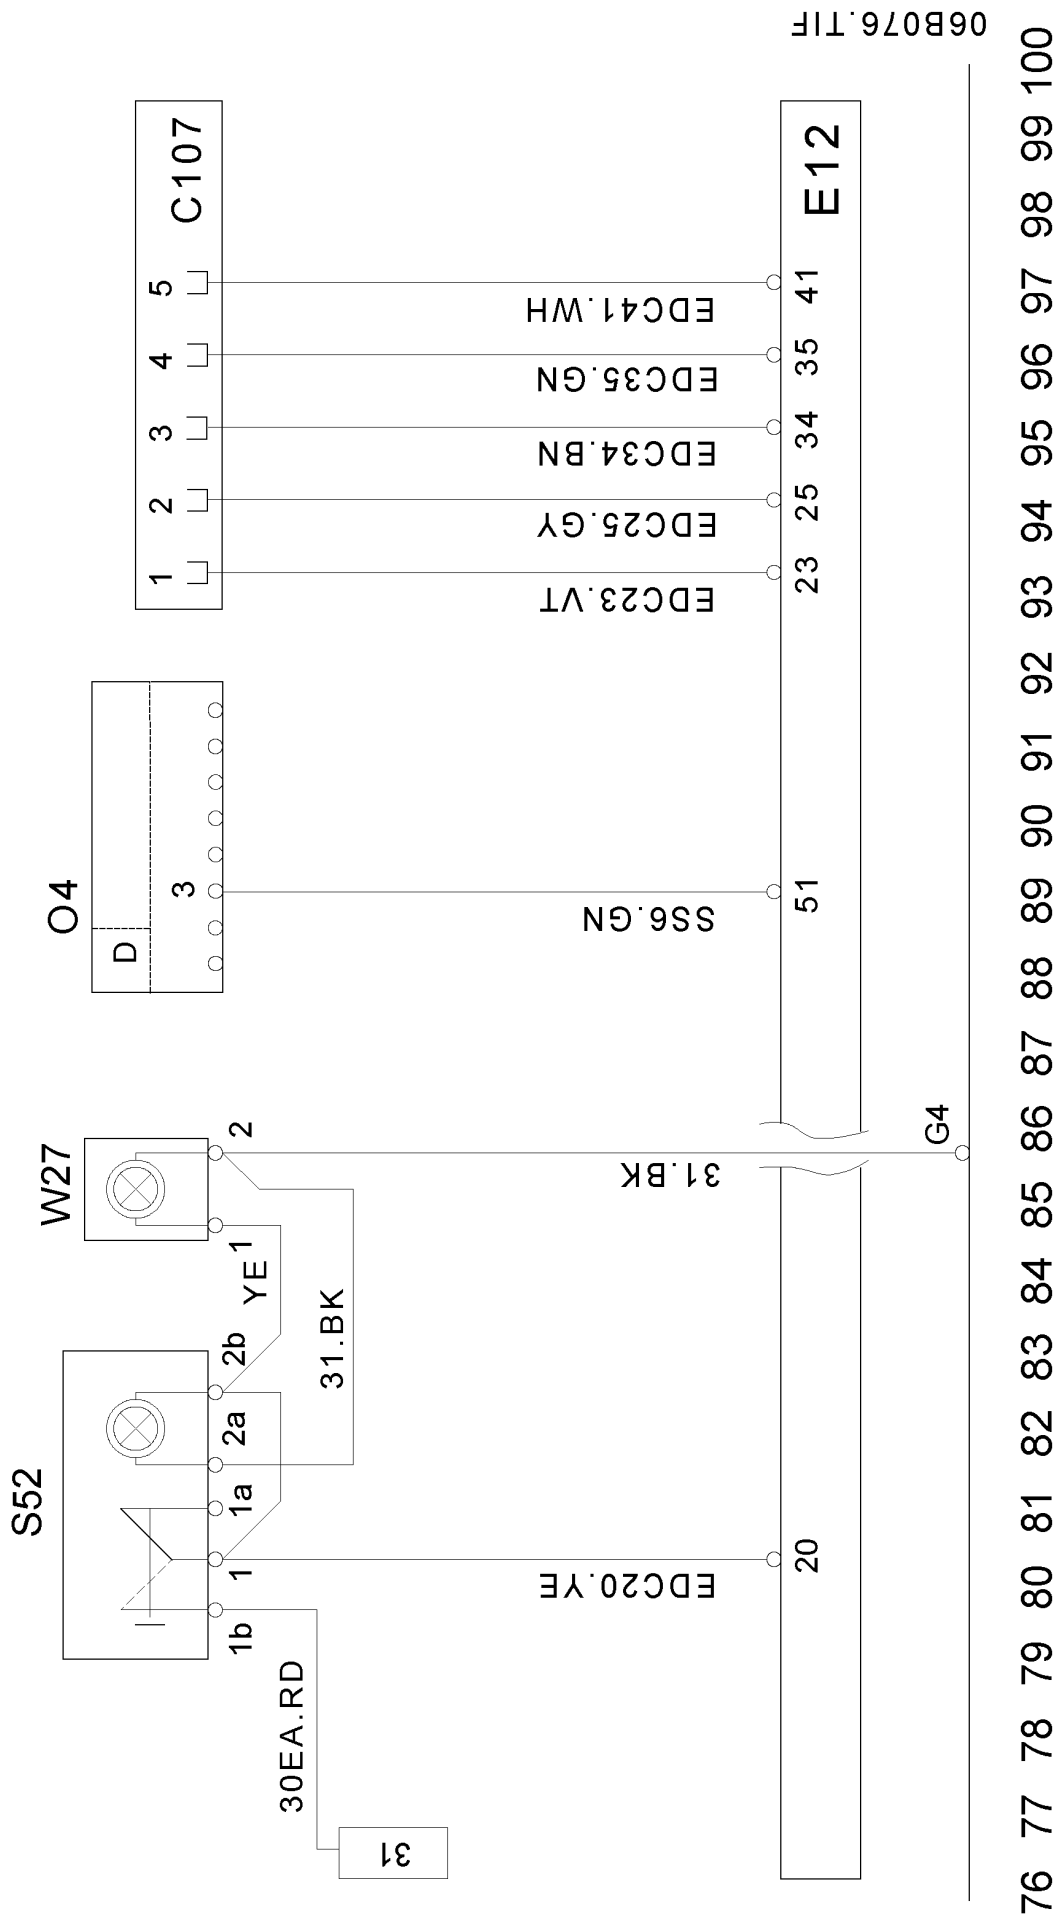 S52
W27
O4
C107
D
3
1
2
3
4
5
1b
1
1a
2a
2b
1
2
YE
31.BK
30EA.RD
31
EDC20.YE
31.BK
SS6.GN
EDC23.VT
EDC25.GY
EDC34.BN
EDC35.GN
EDC41.WH
20
51
23
25
34
35
41
E12
G4
06B076.TIF
76 77 78 79 80 81 82 83 84 85 86 87 88 89 90 91 92 93 94 95 96 97 98 99 100